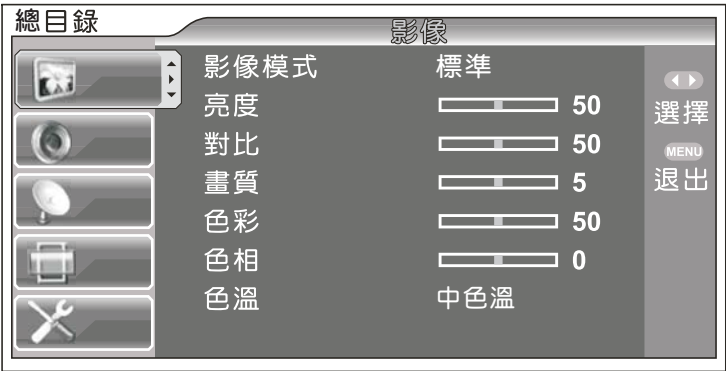 總目錄
影像
影像模式 標準
亮度 50
對比 50
畫質 5
色彩 50
色相 0
色溫 中色溫
選擇
MENU
退出